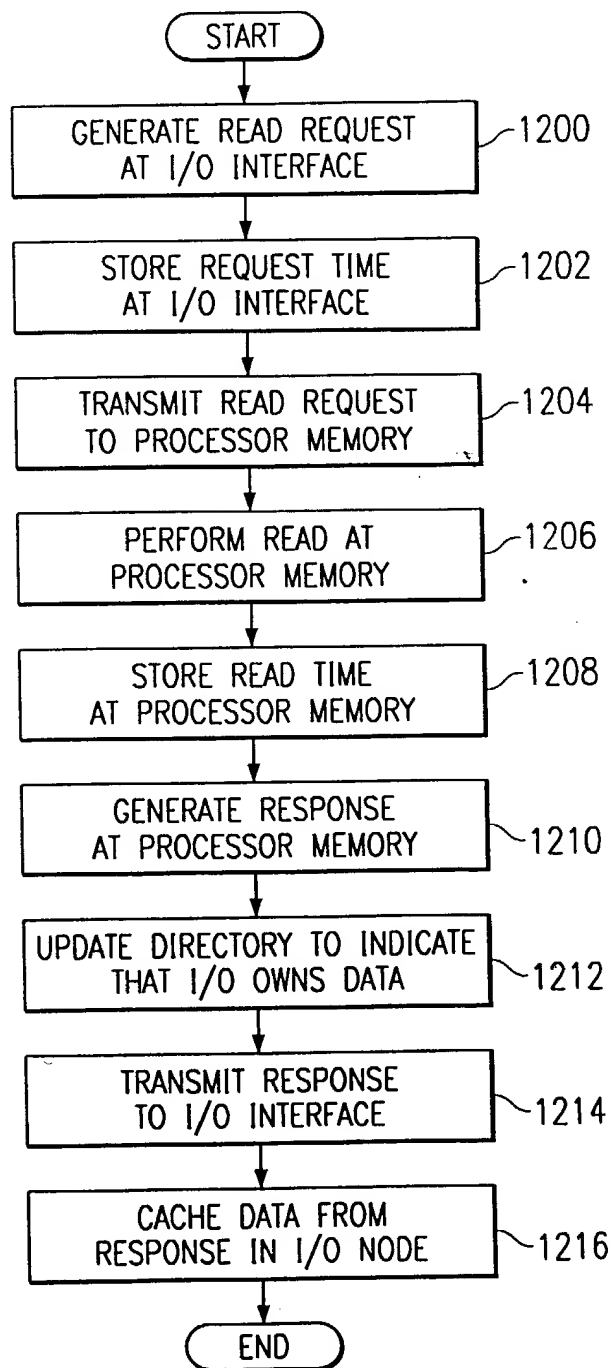 START
GENERATE READ REQUEST
AT I/O INTERFACE
1200
STORE REQUEST TIME
AT I/O INTERFACE
1202
TRANSMIT READ REQUEST
TO PROCESSOR MEMORY
1204
PERFORM READ AT
PROCESSOR MEMORY
1206
STORE READ TIME
AT PROCESSOR MEMORY
1208
GENERATE RESPONSE
AT PROCESSOR MEMORY
1210
UPDATE DIRECTORY TO INDICATE
THAT I/O OWNS DATA
1212
TRANSMIT RESPONSE
TO I/O INTERFACE
1214
CACHE DATA FROM
RESPONSE IN I/O NODE
1216
END